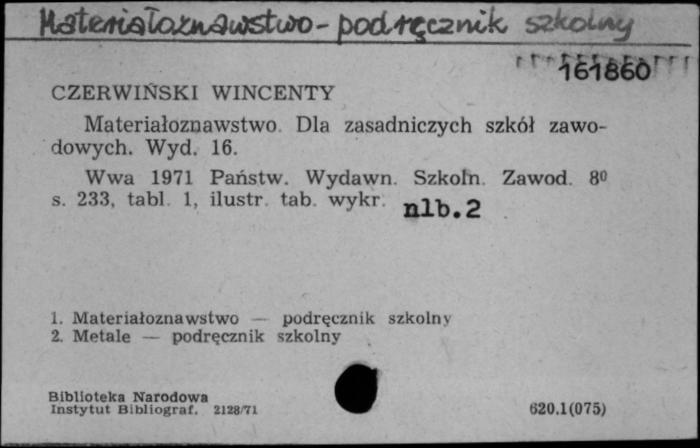 Materiałoznawstwo - podręcznik szkolny
161860
CZERWIŃSKI WINCENTY
Materiałoznawstwo. Dla zasadniczych szkół zawo-
dowych. Wyd. 16.
Wwa 1971 Państw. Wydawn. Szkoln. Zawod. 8⁰
s. 233, tabl. 1, ilustr. tab. wykr. nlb.2
1. Materiałoznawstwo — podręcznik szkolny
2. Metale — podręcznik szkolny
Biblioteka Narodowa
Instytut Bibliograf. 2128/71 620.1(075)